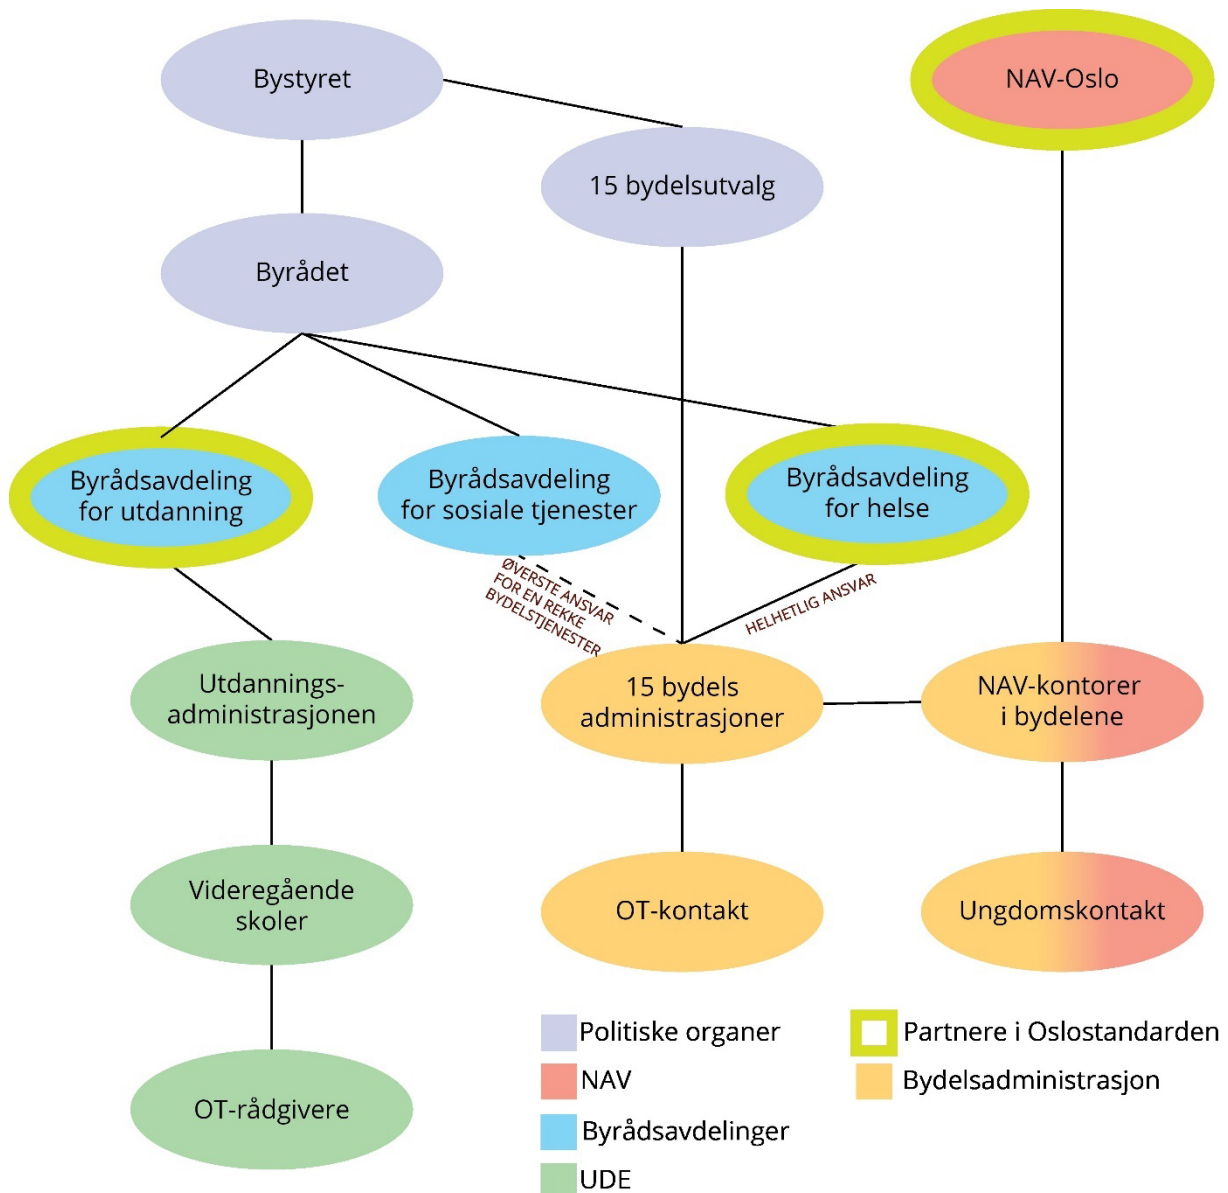 Bystyret
NAV-Oslo
15 bydelsutvalg
Byrådet
Byrådsavdeling
for utdanning
Byrådsavdeling
for sosiale tjenester
Byrådsavdeling
for helse
ØVERSTE ANSVAR
FOR EN REKKE
BYDELSTJENESTER
HELHETLIG ANSVAR
Utdannings-
administrasjonen
15 bydels
administrasjoner
NAV-kontorer
i bydelene
Videregående
skoler
OT-kontakt
Ungdomskontakt
OT-rådgivere
Politiske organer
NAV
Byrådsavdelinger
UDE
Partnere i Oslostandarden
Bydelsadministrasjon